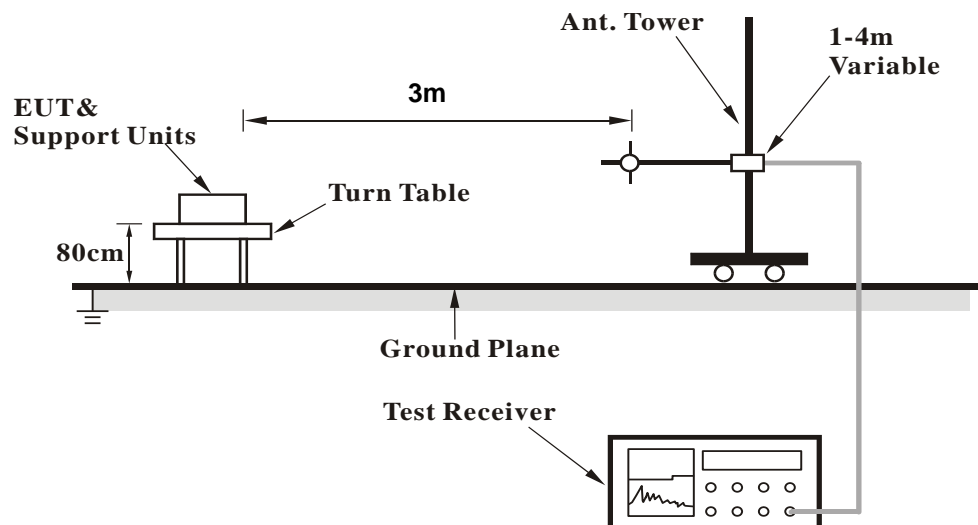 Ant. Tower
1-4m
Variable
3m
EUT&
Support Units
Turn Table
80cm
Ground Plane
Test Receiver